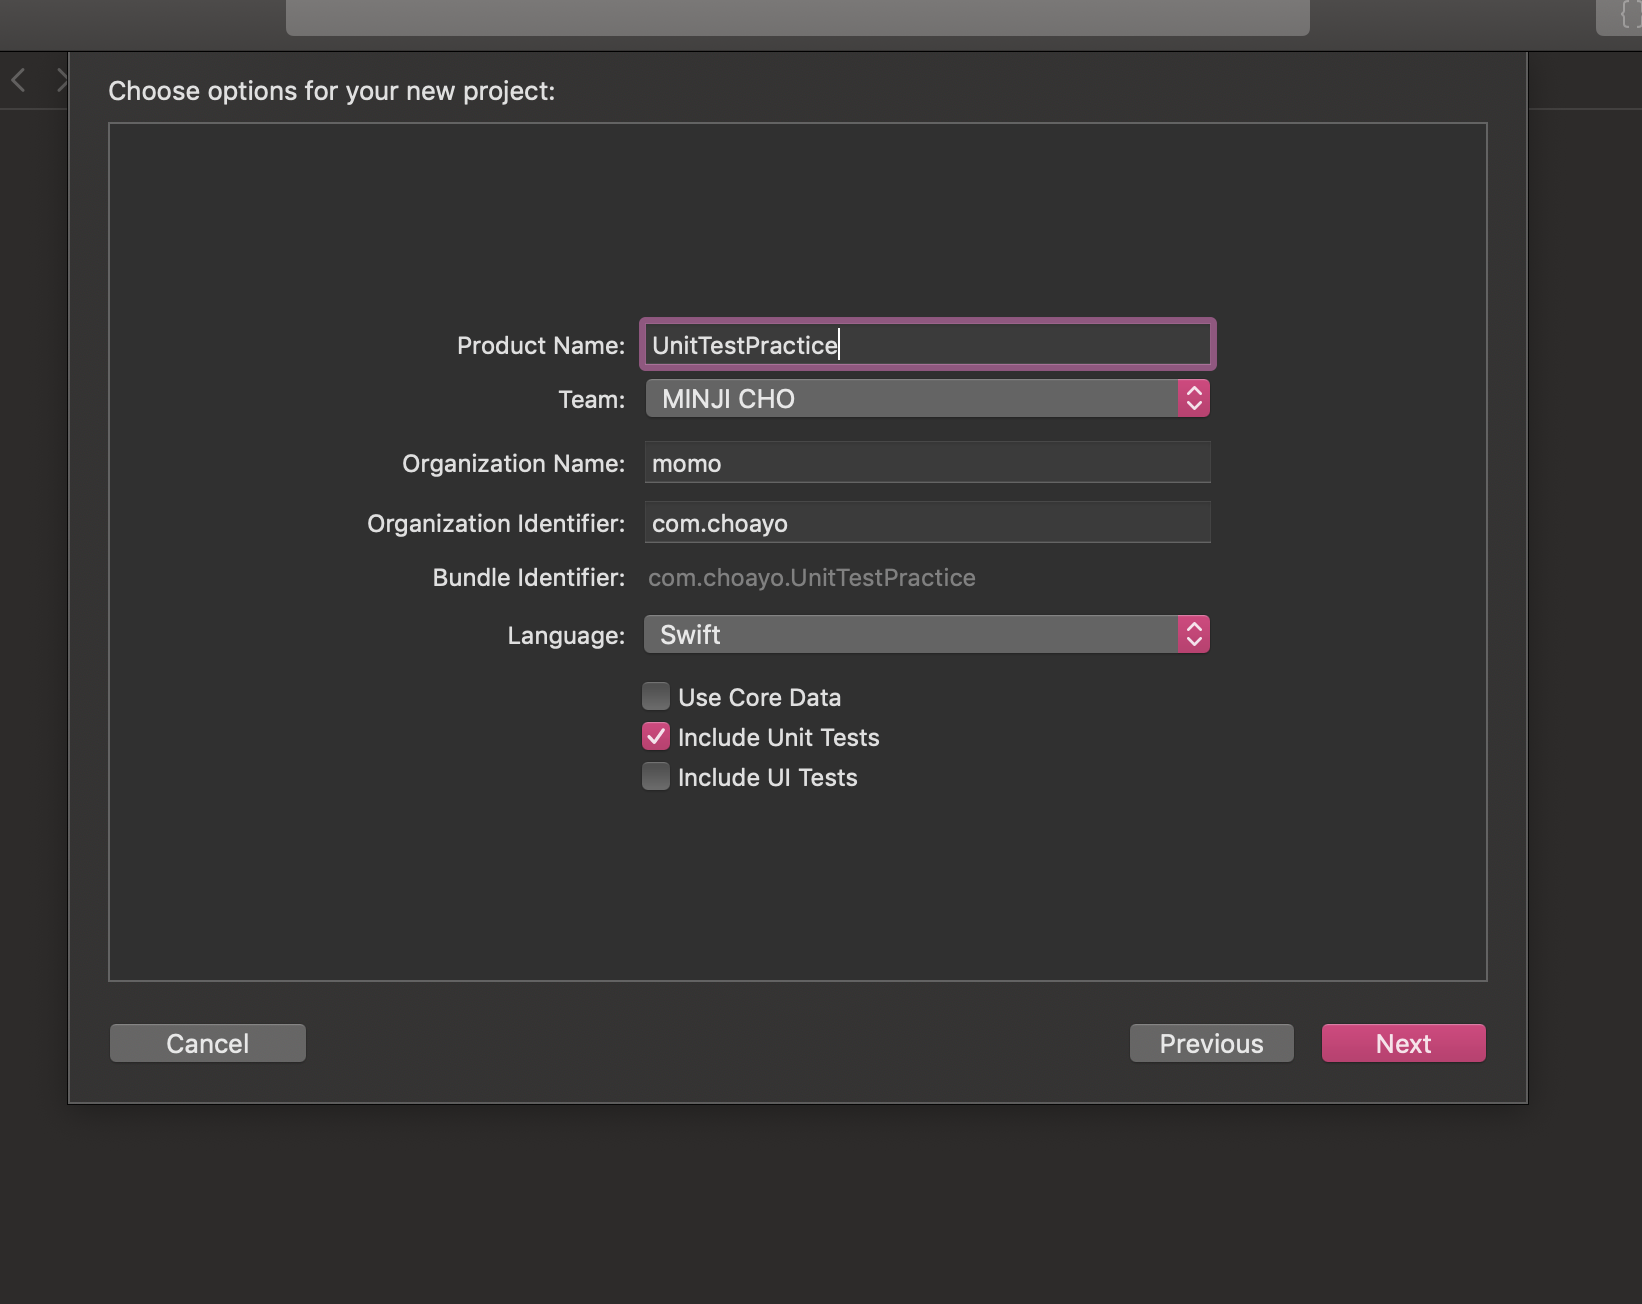 {}
Choose options for your new project:
Product Name: UnitTestPractice
Team: MINJI CHO
Organization Name: momo
Organization Identifier: com.choayo
Bundle Identifier: com.choayo.UnitTestPractice
Language: Swift
Use Core Data
Include Unit Tests
Include UI Tests
Cancel Previous Next